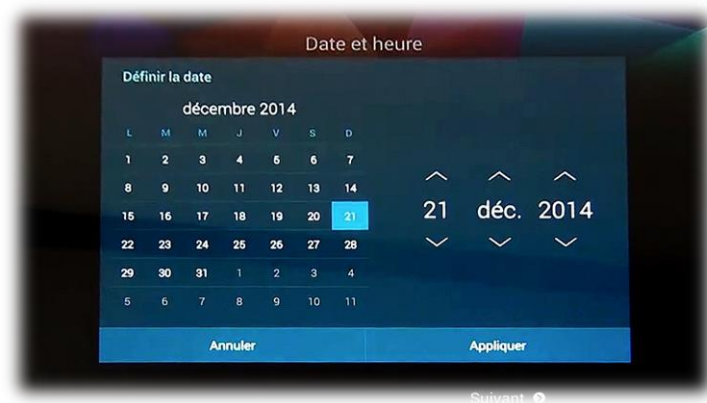 Date et heure
Définir la date
décembre 2014
L M M J V S D
1 2 3 4 5 6 7
8 9 10 11 12 13 14
15 16 17 18 19 20 21
22 23 24 25 26 27 28
29 30 31 1 2 3 4
5 6 7 8 9 10 11
21 déc. 2014
Annuler Appliquer
Suivant